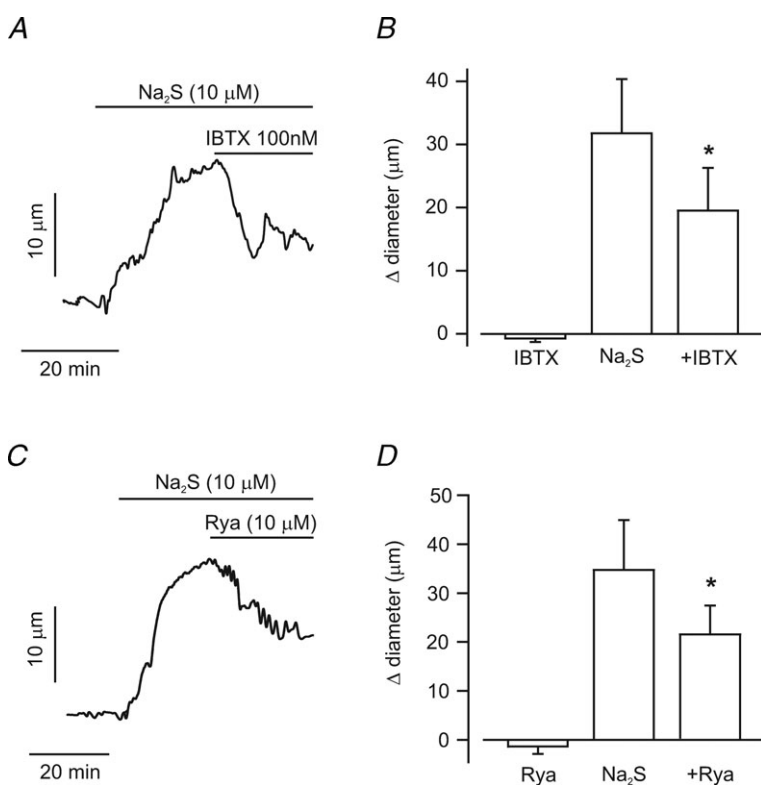 A
Na₂S (10 μM)
IBTX 100nM
10 μm
20 min
B
Δ diameter (μm)
40
30
20
10
0
*
IBTX Na₂S +IBTX
C
Na₂S (10 μM)
Rya (10 μM)
10 μm
20 min
D
Δ diameter (μm)
50
40
30
20
10
0
*
Rya Na₂S +Rya